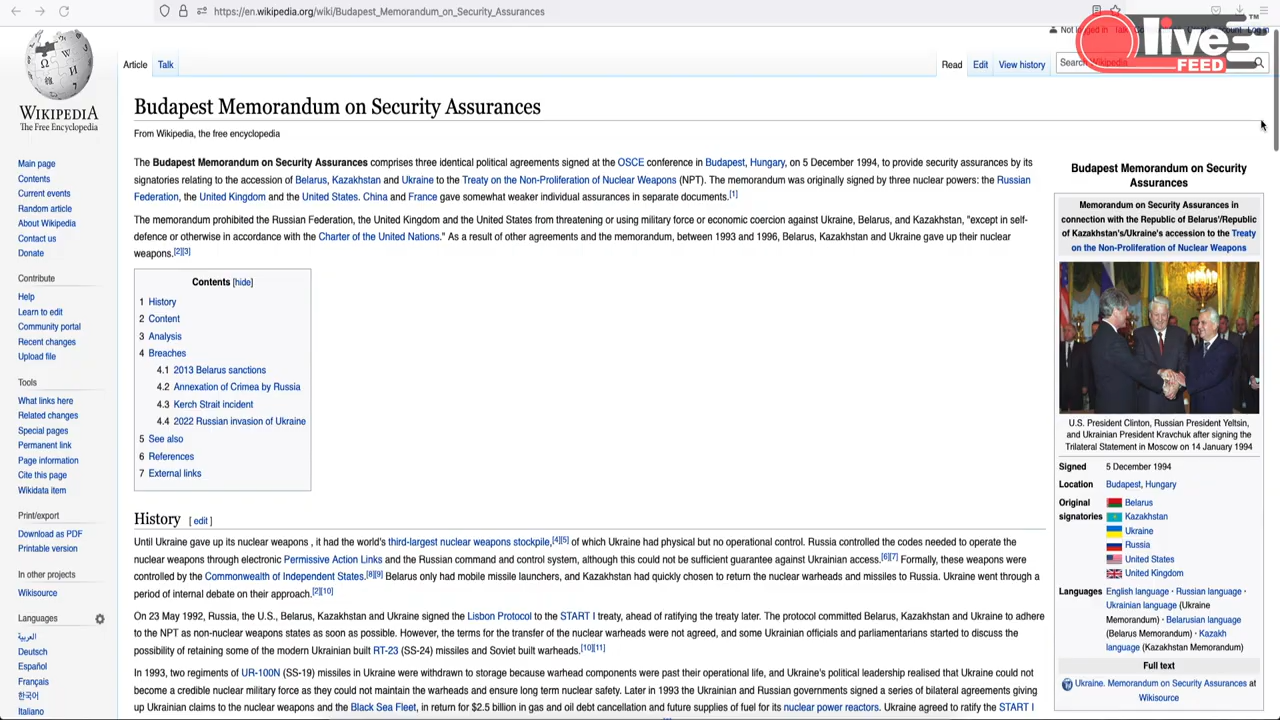 https://en.wikipedia.org/wiki/Budapest_Memorandum_on_Security_Assurances
live
FEED
TM
Not logged in
Log in
WIKIPEDIA
The Free Encyclopedia
Article
Talk
Read
Edit
View history
Search Wikipedia
Main page
Contents
Current events
Random article
About Wikipedia
Contact us
Donate
Contribute
Help
Learn to edit
Community portal
Recent changes
Upload file
Tools
What links here
Related changes
Special pages
Permanent link
Page information
Cite this page
Wikidata item
Print/export
Download as PDF
Printable version
In other projects
Wikisource
Languages
العربية
Deutsch
Español
Français
한국어
Italiano
Budapest Memorandum on Security Assurances
From Wikipedia, the free encyclopedia
The Budapest Memorandum on Security Assurances comprises three identical political agreements signed at the OSCE conference in Budapest, Hungary, on 5 December 1994, to provide security assurances by its
signatories relating to the accession of Belarus, Kazakhstan and Ukraine to the Treaty on the Non-Proliferation of Nuclear Weapons (NPT). The memorandum was originally signed by three nuclear powers: the Russian
Federation, the United Kingdom and the United States. China and France gave somewhat weaker individual assurances in separate documents.[1]
The memorandum prohibited the Russian Federation, the United Kingdom and the United States from threatening or using military force or economic coercion against Ukraine, Belarus, and Kazakhstan, "except in self-
defence or otherwise in accordance with the Charter of the United Nations." As a result of other agreements and the memorandum, between 1993 and 1996, Belarus, Kazakhstan and Ukraine gave up their nuclear
weapons.[2][3]
Contents [hide]
1 History
2 Content
3 Analysis
4 Breaches
4.1 2013 Belarus sanctions
4.2 Annexation of Crimea by Russia
4.3 Kerch Strait incident
4.4 2022 Russian invasion of Ukraine
5 See also
6 References
7 External links
History [ edit ]
Until Ukraine gave up its nuclear weapons , it had the world's third-largest nuclear weapons stockpile,[4][5] of which Ukraine had physical but no operational control. Russia controlled the codes needed to operate the
nuclear weapons through electronic Permissive Action Links and the Russian command and control system, although this could not be sufficient guarantee against Ukrainian access.[6][7] Formally, these weapons were
controlled by the Commonwealth of Independent States.[8][9] Belarus only had mobile missile launchers, and Kazakhstan had quickly chosen to return the nuclear warheads and missiles to Russia. Ukraine went through a
period of internal debate on their approach.[2][10]
On 23 May 1992, Russia, the U.S., Belarus, Kazakhstan and Ukraine signed the Lisbon Protocol to the START I treaty, ahead of ratifying the treaty later. The protocol committed Belarus, Kazakhstan and Ukraine to adhere
to the NPT as non-nuclear weapons states as soon as possible. However, the terms for the transfer of the nuclear warheads were not agreed, and some Ukrainian officials and parliamentarians started to discuss the
possibility of retaining some of the modern Ukrainian built RT-23 (SS-24) missiles and Soviet built warheads.[10][11]
In 1993, two regiments of UR-100N (SS-19) missiles in Ukraine were withdrawn to storage because warhead components were past their operational life, and Ukraine's political leadership realised that Ukraine could not
become a credible nuclear military force as they could not maintain the warheads and ensure long term nuclear safety. Later in 1993 the Ukrainian and Russian governments signed a series of bilateral agreements giving
up Ukrainian claims to the nuclear weapons and the Black Sea Fleet, in return for $2.5 billion in gas and oil debt cancellation and future supplies of fuel for its nuclear power reactors. Ukraine agreed to ratify the START I
Budapest Memorandum on Security
Assurances
Memorandum on Security Assurances in
connection with the Republic of Belarus'/Republic
of Kazakhstan's/Ukraine's accession to the Treaty
on the Non-Proliferation of Nuclear Weapons
U.S. President Clinton, Russian President Yeltsin,
and Ukrainian President Kravchuk after signing the
Trilateral Statement in Moscow on 14 January 1994
Signed 5 December 1994
Location Budapest, Hungary
Original signatories
Belarus
Kazakhstan
Ukraine
Russia
United States
United Kingdom
Languages English language · Russian language ·
Ukrainian language (Ukraine
Memorandum) · Belarusian language
(Belarus Memorandum) · Kazakh
language (Kazakhstan Memorandum)
Full text
Ukraine. Memorandum on Security Assurances at
Wikisource